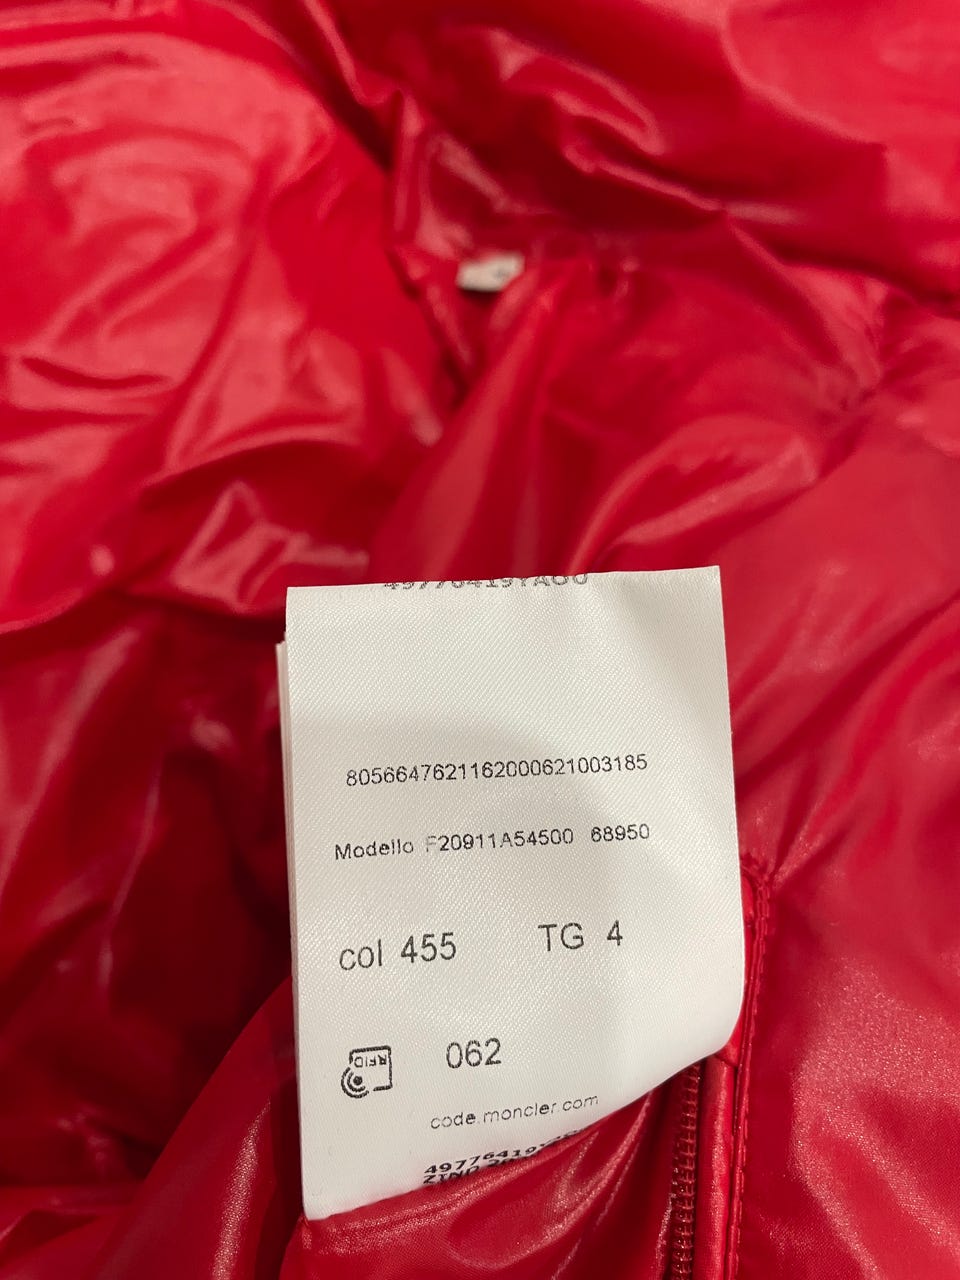 8056647621162000621003185
Modello F20911A54500 68950
col 455 TG 4
RFID
062
code.moncler.com